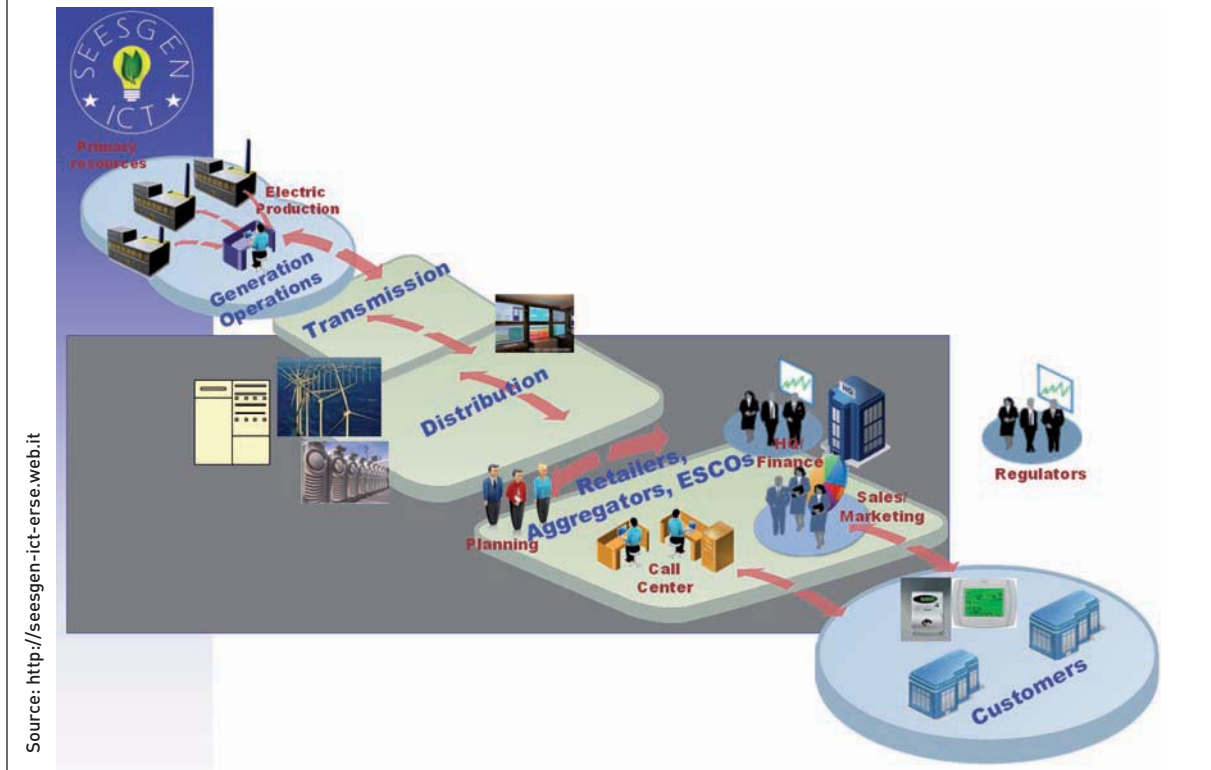 SEESGEN
ICT
Primary
resources
Electric
Production
Generation
Operations
Transmission
Distribution
HQ
HQ/
Finance
Retailers,
Aggregators, ESCOs
Regulators
Sales/
Marketing
Planning
Call
Center
Customers
Source: http://seesgen-ict-erse.web.it